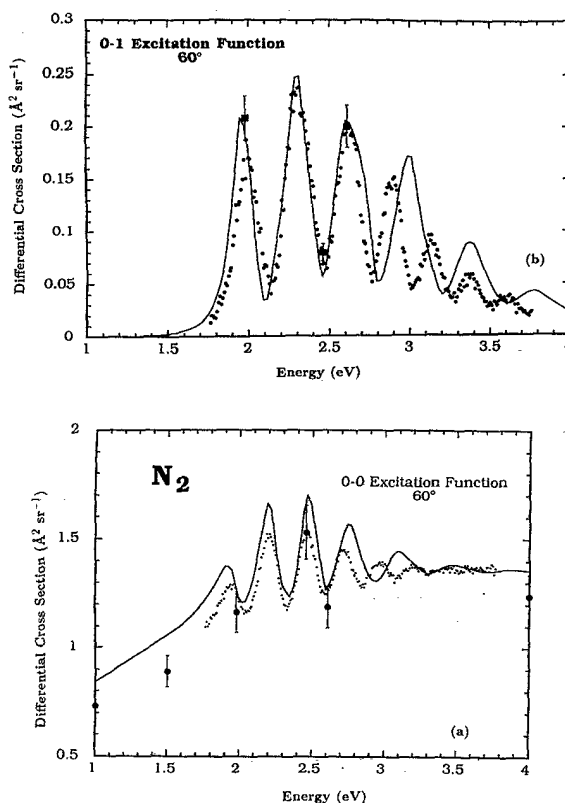 0.3
0-1 Excitation Function
60°
0.25
0.2
0.15
0.1
0.05
0
Differential Cross Section (Å² sr⁻¹)
(b)
1 1.5 2 2.5 3 3.5 4
Energy (eV)
2
N₂
0-0 Excitation Function
60°
1.5
1
0.5
Differential Cross Section (Å² sr⁻¹)
(a)
1 1.5 2 2.5 3 3.5 4
Energy (eV)